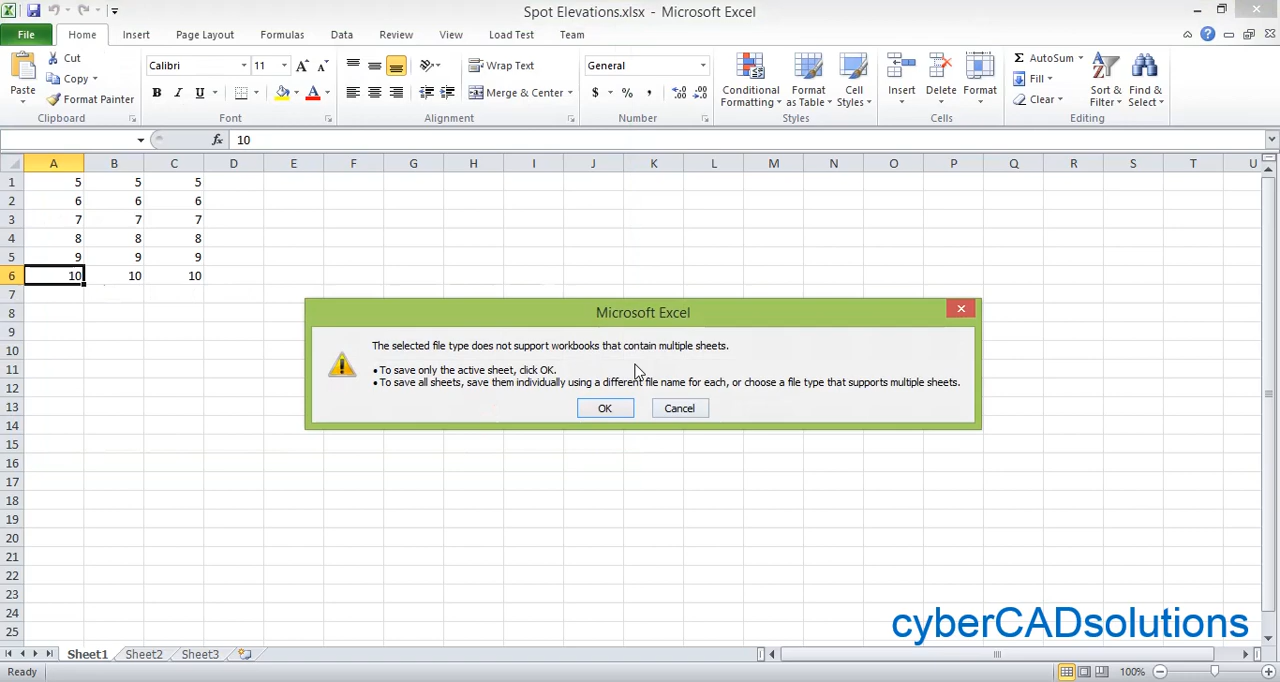 Spot Elevations.xlsx - Microsoft Excel
File Home Insert Page Layout Formulas Data Review View Load Test Team
Paste
Cut
Copy
Format Painter
Clipboard
Calibri 11 A A
B I U A
Font
Wrap Text
Merge & Center
Alignment
General
$ % , .0 .00 .00 .0
Number
Conditional Formatting
Format as Table
Cell Styles
Styles
Insert Delete Format
Cells
Σ AutoSum
Fill
Clear
Sort & Filter
Find & Select
Editing
fx 10
A B C D E F G H I J K L M N O P Q R S T U
1 5 5 5
2 6 6 6
3 7 7 7
4 8 8 8
5 9 9 9
6 10 10 10
7
8
9
10
11
12
13
14
15
16
17
18
19
20
21
22
23
24
25
Microsoft Excel
The selected file type does not support workbooks that contain multiple sheets.
• To save only the active sheet, click OK.
• To save all sheets, save them individually using a different file name for each, or choose a file type that supports multiple sheets.
OK Cancel
cyberCADsolutions
Sheet1 Sheet2 Sheet3
Ready 100%